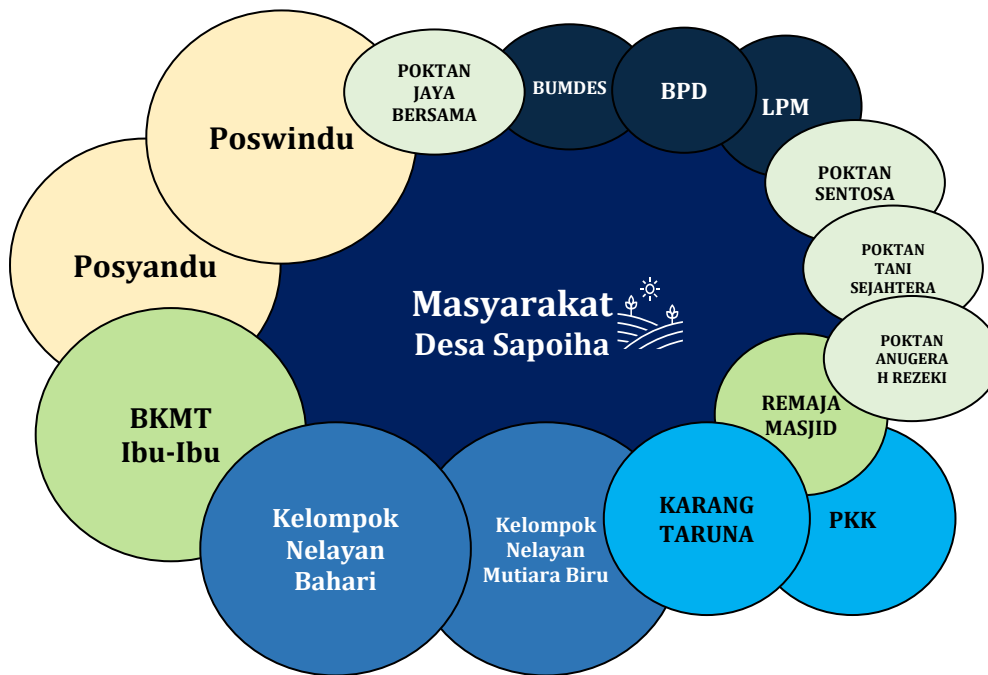 POKTAN
JAYA
BERSAMA
BUMDES
BPD
LPM
Poswindu
POKTAN
SENTOSA
Posyandu
POKTAN
TANI
SEJAHTERA
Masyarakat
Desa Sapoiha
POKTAN
ANUGERA
H REZEKI
BKMT
Ibu-Ibu
REMAJA
MASJID
Kelompok
Nelayan
Bahari
Kelompok
Nelayan
Mutiara Biru
KARANG
TARUNA
PKK